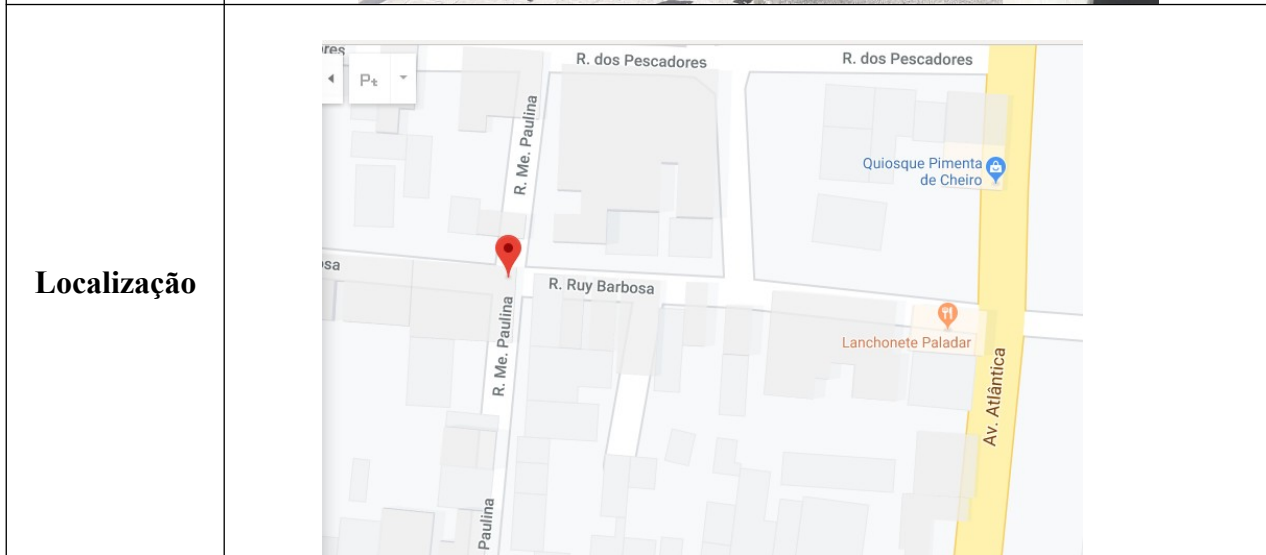 Localização
R. dos Pescadores
R. dos Pescadores
R. Me. Paulina
Quiosque Pimenta
de Cheiro
R. Ruy Barbosa
R. Me. Paulina
Lanchonete Paladar
Av. Atlântica
Paulina